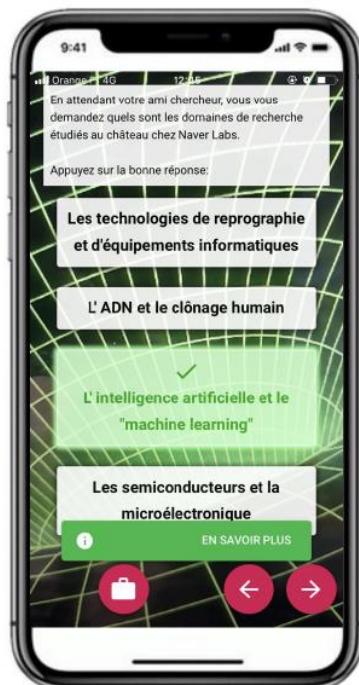 9:41
Orange F 4G 12:46
En attendant votre ami chercheur, vous vous
demandez quels sont les domaines de recherche
étudiés au château chez Naver Labs.
Appuyez sur la bonne réponse:
Les technologies de reprographie
et d'équipements informatiques
L' ADN et le clônage humain
L' intelligence artificielle et le
"machine learning"
Les semiconducteurs et la
microélectronique
EN SAVOIR PLUS